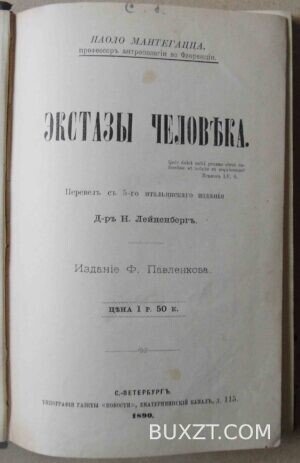 ПАОЛО МАНТЕГАЦЦА,
профессоръ антропологіи во Флоренціи.
ЭКСТАЗЫ ЧЕЛОВѢКА.
Перевелъ съ 5-го итальянскаго изданія
Д-ръ Н. Лейненбергъ.
Изданіе Ф. Павленкова.
ЦѢНА 1 Р. 50 К.
С.-ПЕТЕРБУРГЪ.
ТИПОГРАФІЯ ГАЗЕТЫ «НОВОСТИ», ЕКАТЕРИНИНСКІЙ КАНАЛЪ, Д. 113.
1890.
BUXZT.COM